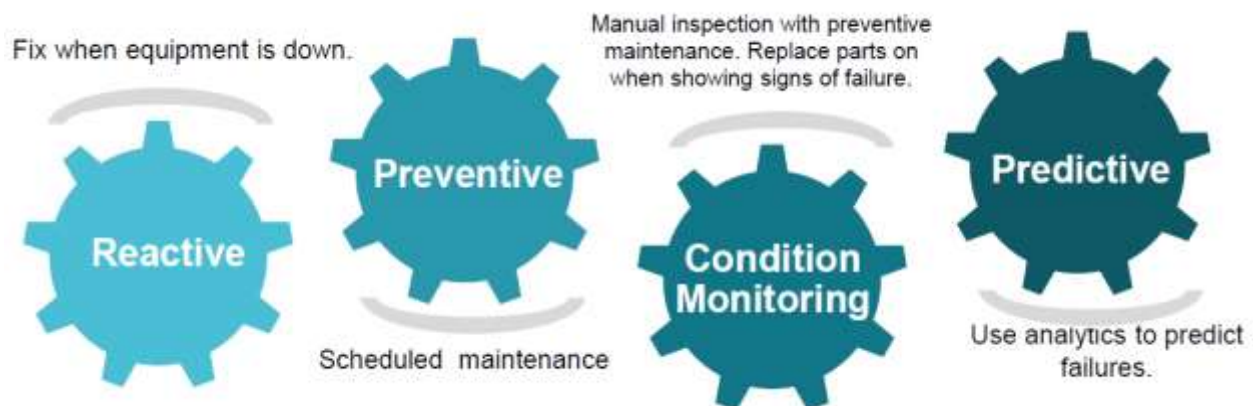 Fix when equipment is down.
Reactive
Preventive
Scheduled maintenance
Manual inspection with preventive
maintenance. Replace parts on
when showing signs of failure.
Condition
Monitoring
Predictive
Use analytics to predict
failures.